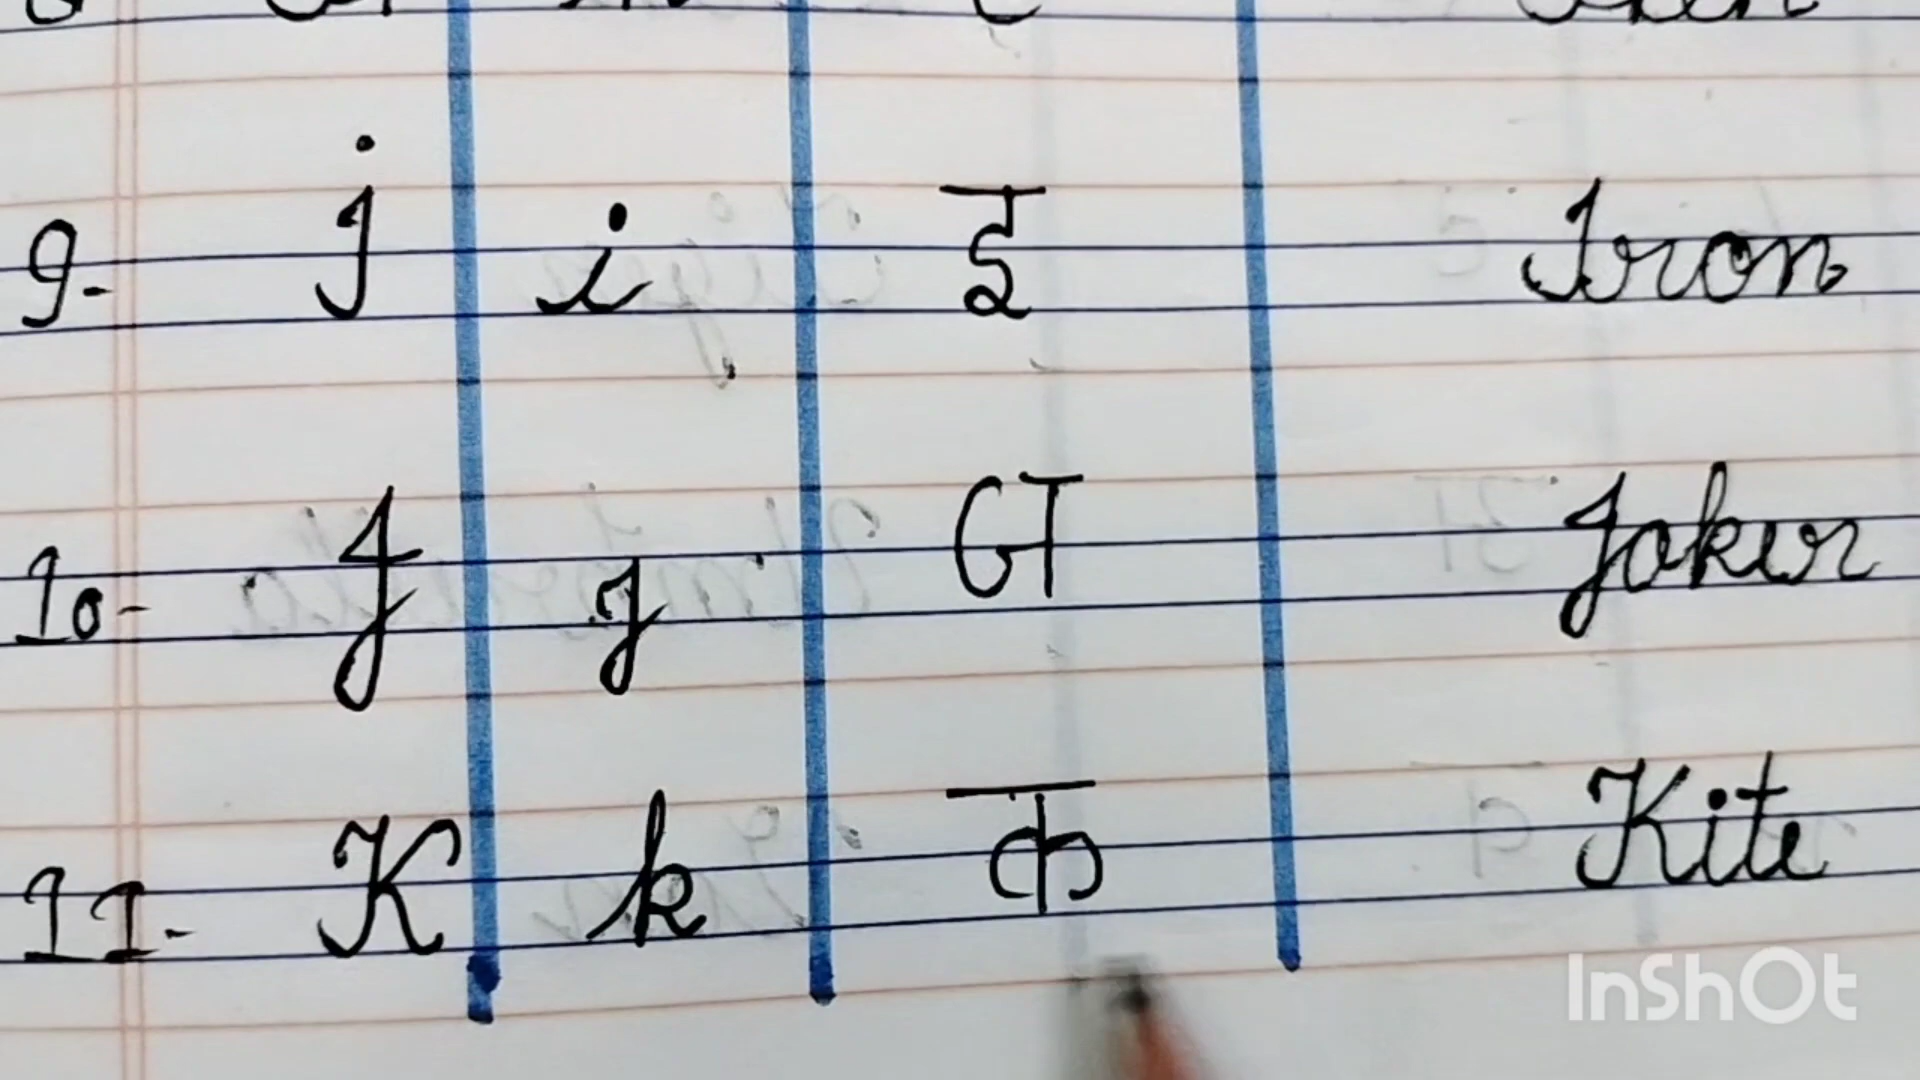 9- I i इ Iron
10- J j ज Joker
11- K k क Kite
InShOt